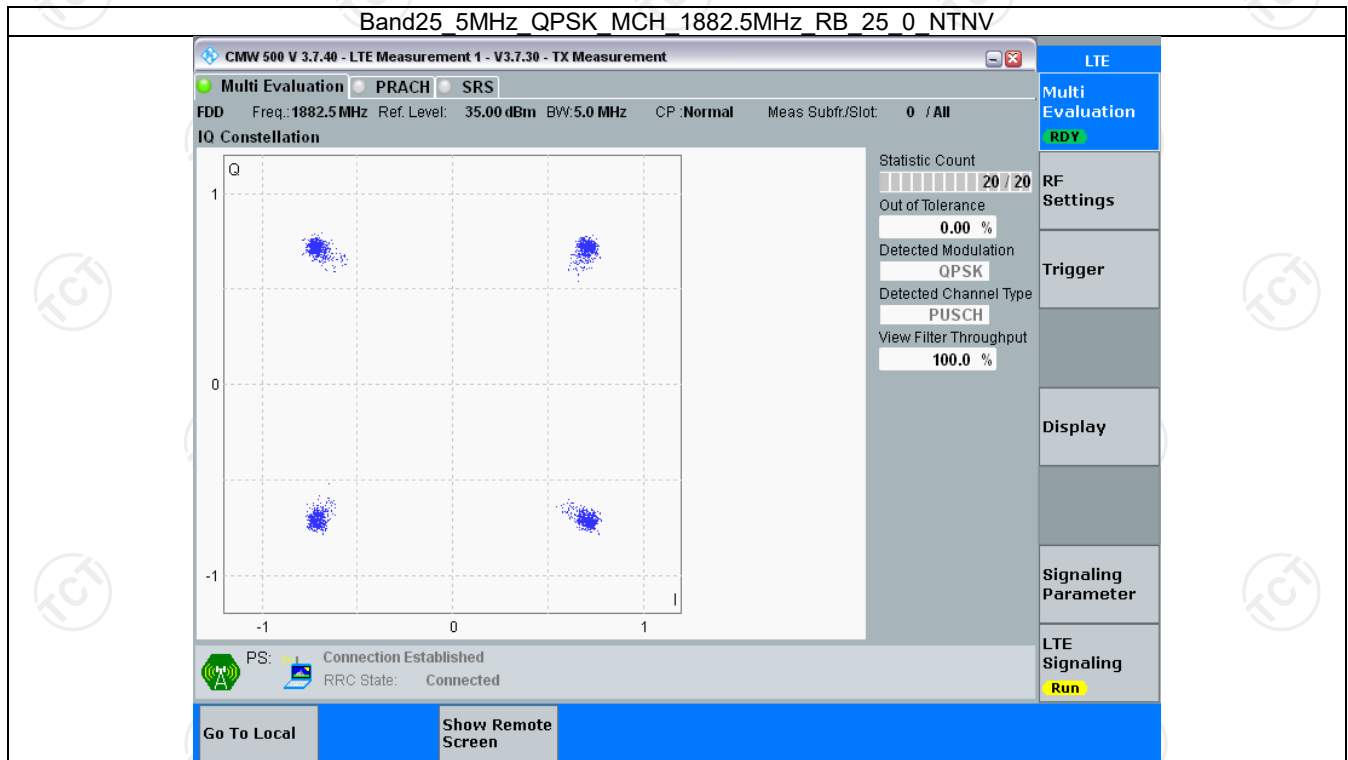 Band25_5MHz_QPSK_MCH_1882.5MHz_RB_25_0_NTNV
CMW 500 V 3.7.40 - LTE Measurement 1 - V3.7.30 - TX Measurement
LTE
Multi Evaluation PRACH SRS
Multi
Evaluation
RDY
FDD Freq.:1882.5 MHz Ref. Level: 35.00 dBm BW:5.0 MHz CP :Normal Meas Subfr./Slot: 0 / All
IQ Constellation
Q
1
0
-1
I
-1 0 1
Statistic Count
20 / 20
Out of Tolerance
0.00 %
Detected Modulation
QPSK
Detected Channel Type
PUSCH
View Filter Throughput
100.0 %
RF
Settings
Trigger
Display
Signaling
Parameter
LTE
Signaling
Run
PS: Connection Established
RRC State: Connected
Go To Local
Show Remote
Screen
TCT
TCT
TCT
TCT